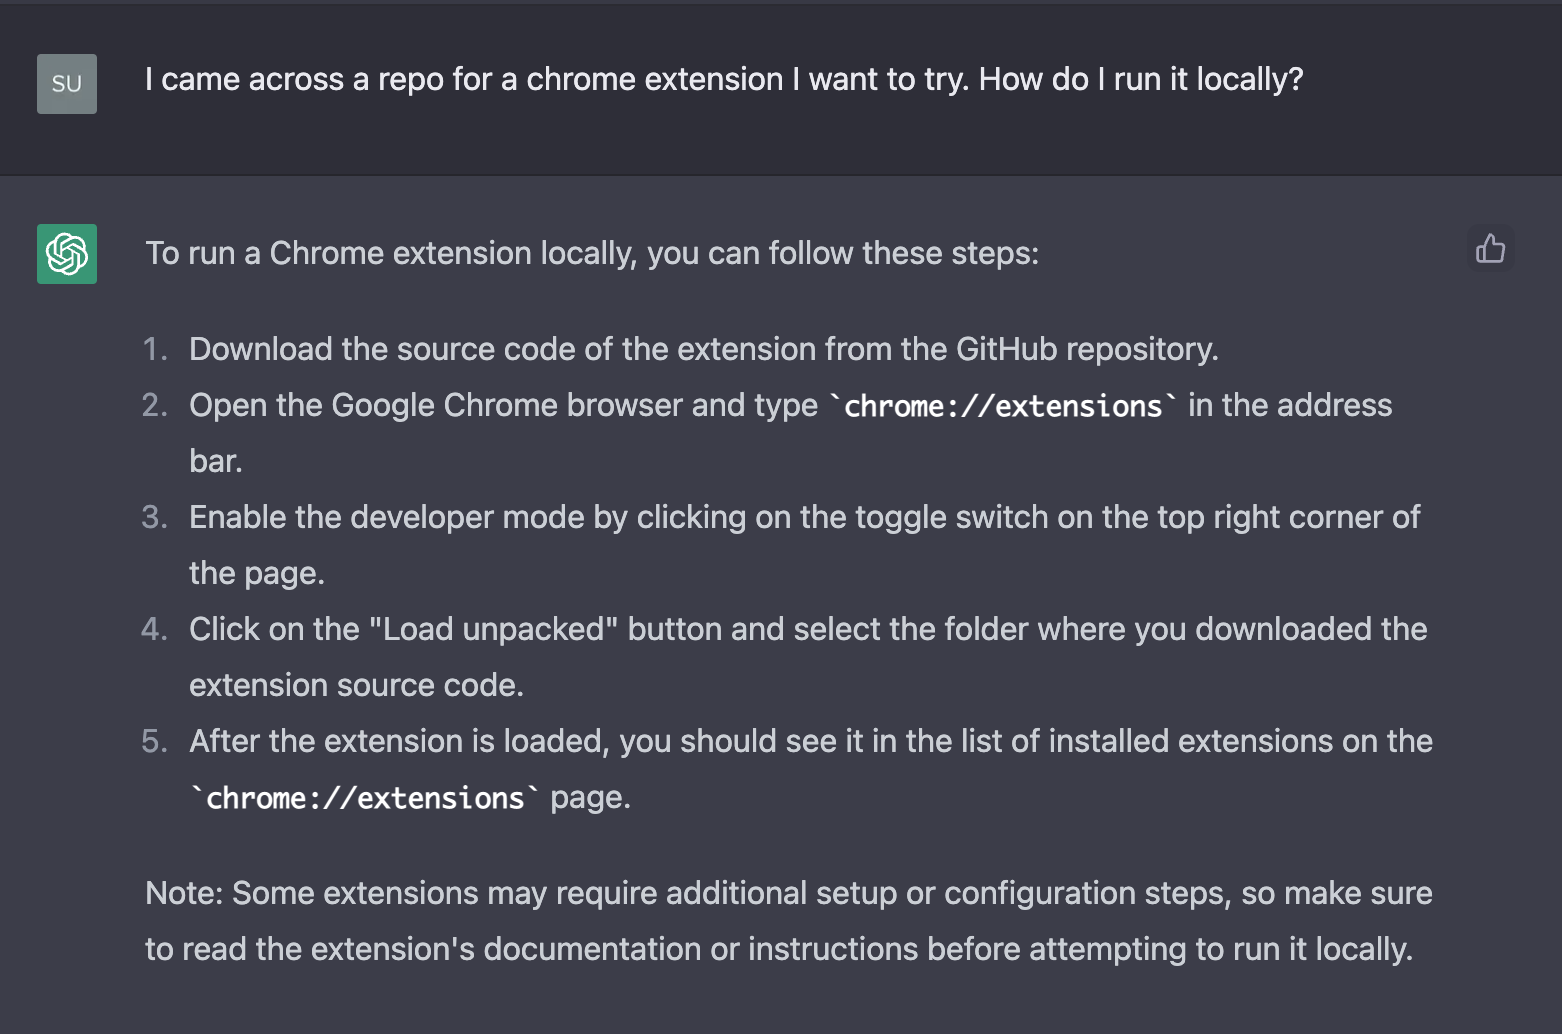 SU
I came across a repo for a chrome extension I want to try. How do I run it locally?
To run a Chrome extension locally, you can follow these steps:
1. Download the source code of the extension from the GitHub repository.
2. Open the Google Chrome browser and type `chrome://extensions` in the address
bar.
3. Enable the developer mode by clicking on the toggle switch on the top right corner of
the page.
4. Click on the "Load unpacked" button and select the folder where you downloaded the
extension source code.
5. After the extension is loaded, you should see it in the list of installed extensions on the
`chrome://extensions` page.
Note: Some extensions may require additional setup or configuration steps, so make sure
to read the extension's documentation or instructions before attempting to run it locally.